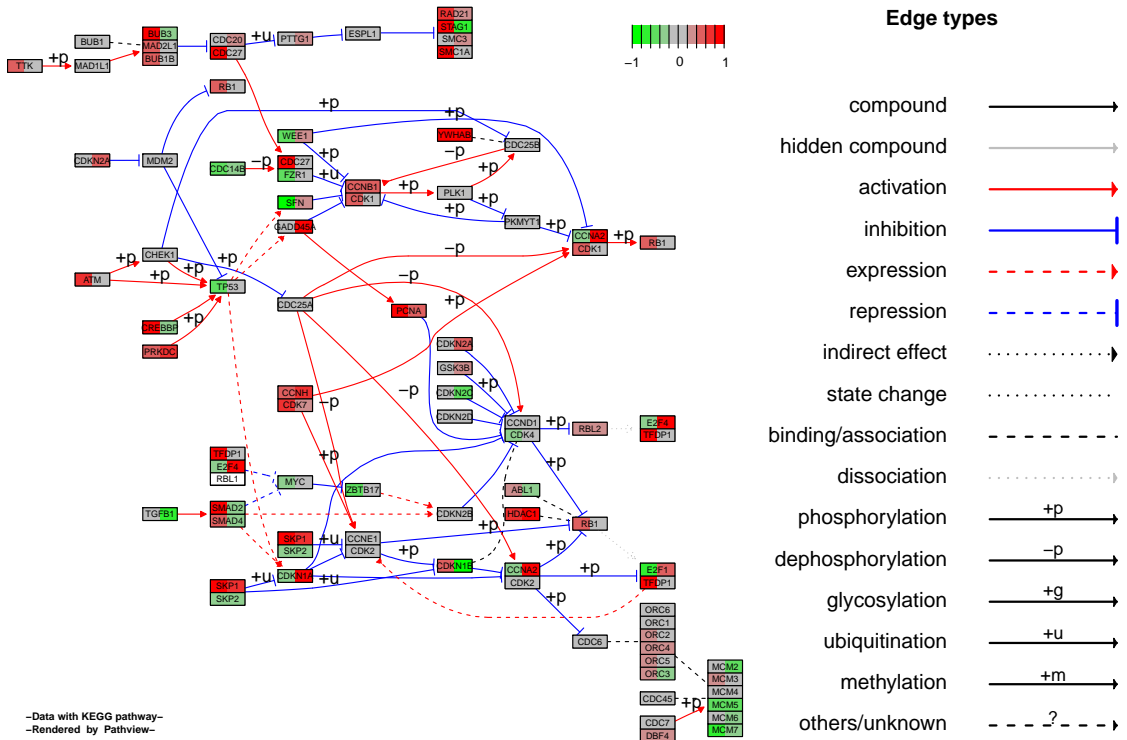 Edge types
−1 0 1
compound
hidden compound
activation
inhibition
expression
repression
indirect effect
state change
binding/association
dissociation
phosphorylation +p
dephosphorylation −p
glycosylation +g
ubiquitination +u
methylation +m
others/unknown ?
RAD21
STAG1
SMC3
SMC1A
BUB1
BUB3
MAD2L1
BUB1B
CDC20
CDC27
+u
PTTG1
ESPL1
TTK
+p
MAD1L1
RB1
+p
+p
WEE1
YWHAB
CDC25B
CDKN2A
MDM2
CDC14B
−p
CDC27
FZR1
+p
+u
−p
CCNB1
CDK1
+p
PLK1
+p
SFN
+p
+p
GADD45A
PKMYT1
+p
CCNA2
CDK1
+p
RB1
CHEK1
+p
+p
+p
−p
ATM
TP53
−p
CDC25A
+p
PCNA
CREBBP
+p
PRKDC
CDKN2A
GSK3B
+p
CDKN2C
CDKN2D
−p
CCNH
CDK7
−p
CCND1
CDK4
+p
RBL2
E2F4
TFDP1
TFDP1
E2F4
RBL1
MYC
ZBTB17
+p
ABL1
TGFB1
SMAD2
SMAD4
CDKN2B
HDAC1
RB1
SKP1
SKP2
+u
CCNE1
CDK2
+p
+p
+p
CDKN1B
CCNA2
CDK2
+p
E2F1
TFDP1
SKP1
SKP2
+u
CDKN1A
+u
+p
CDC6
ORC6
ORC1
ORC2
ORC4
ORC5
ORC3
CDC45
CDC7
DBF4
+p
MCM2
MCM3
MCM4
MCM5
MCM6
MCM7
−Data with KEGG pathway−
−Rendered by Pathview−